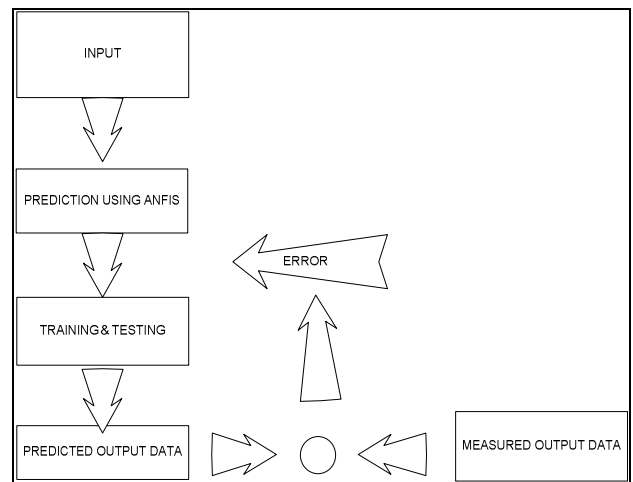 INPUT
PREDICTION USING ANFIS
ERROR
TRAINING & TESTING
PREDICTED OUTPUT DATA
MEASURED OUTPUT DATA